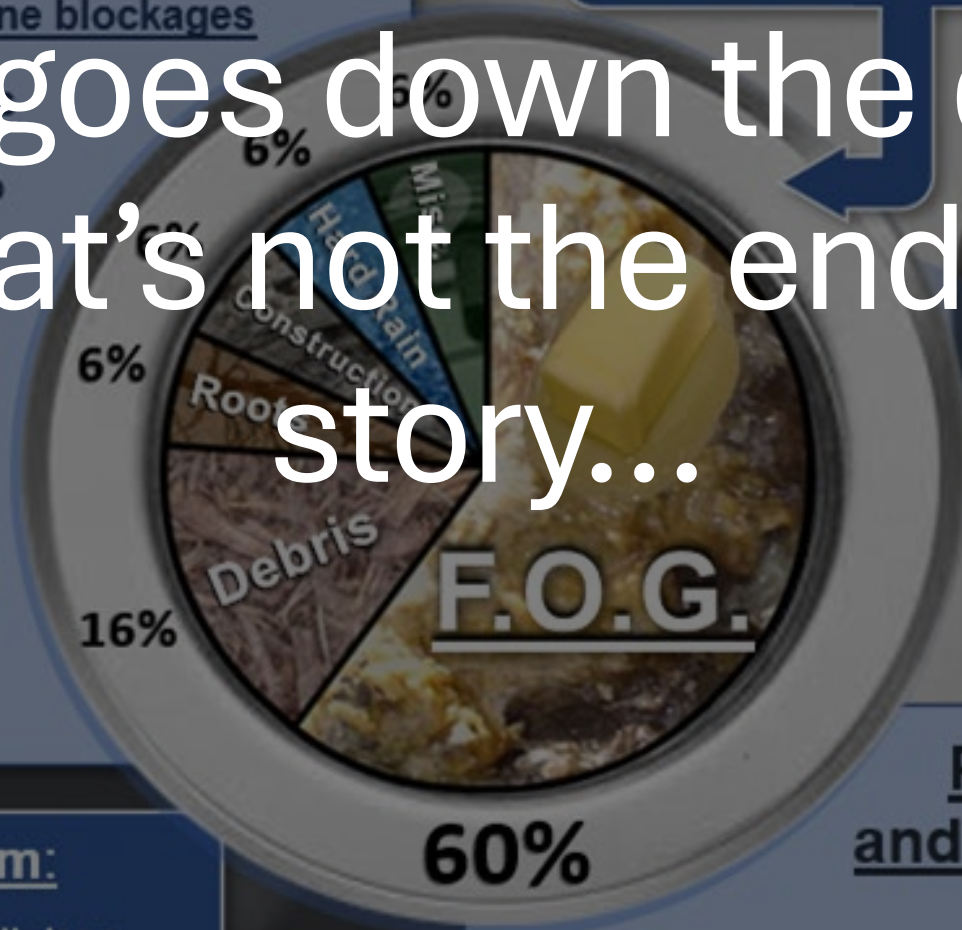 ne blockages
goes down the
at’s not the end
story...
6%
6%
6%
6%
16%
60%
Misc.
Hard Rain
Construction
Roots
Debris
F.O.G.
m:
and